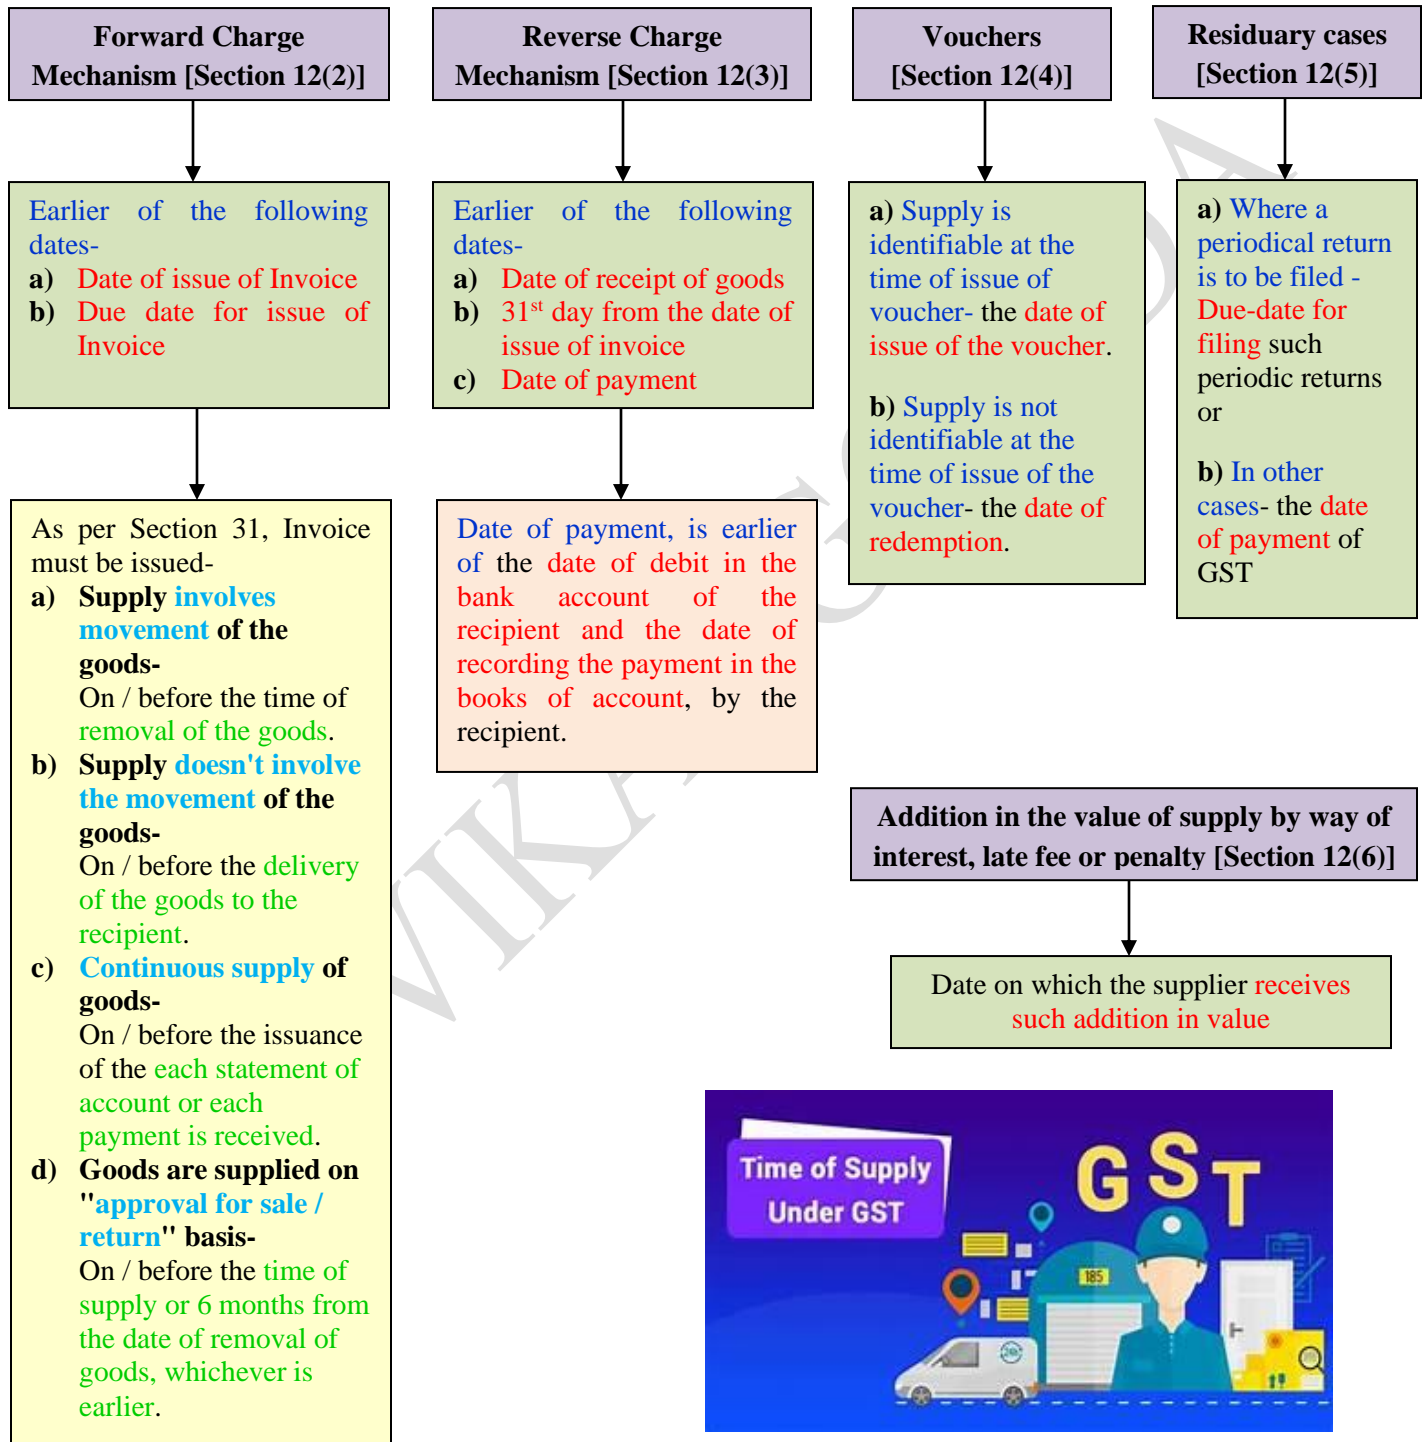 Forward Charge
Mechanism [Section 12(2)]
Earlier of the following
dates-
a) Date of issue of Invoice
b) Due date for issue of
Invoice
As per Section 31, Invoice
must be issued-
a) Supply involves
movement of the
goods-
On / before the time of
removal of the goods.
b) Supply doesn't involve
the movement of the
goods-
On / before the delivery
of the goods to the
recipient.
c) Continuous supply of
goods-
On / before the issuance
of the each statement of
account or each
payment is received.
d) Goods are supplied on
"approval for sale /
return" basis-
On / before the time of
supply or 6 months from
the date of removal of
goods, whichever is
earlier.
Reverse Charge
Mechanism [Section 12(3)]
Earlier of the following
dates-
a) Date of receipt of goods
b) 31st day from the date of
issue of invoice
c) Date of payment
Date of payment, is earlier
of the date of debit in the
bank account of the
recipient and the date of
recording the payment in the
books of account, by the
recipient.
Vouchers
[Section 12(4)]
a) Supply is
identifiable at the
time of issue of
voucher- the date of
issue of the voucher.
b) Supply is not
identifiable at the
time of issue of the
voucher- the date of
redemption.
Residuary cases
[Section 12(5)]
a) Where a
periodical return
is to be filed -
Due-date for
filing such
periodic returns
or
b) In other
cases- the date
of payment of
GST
Addition in the value of supply by way of
interest, late fee or penalty [Section 12(6)]
Date on which the supplier receives
such addition in value
Time of Supply
Under GST
GST
185